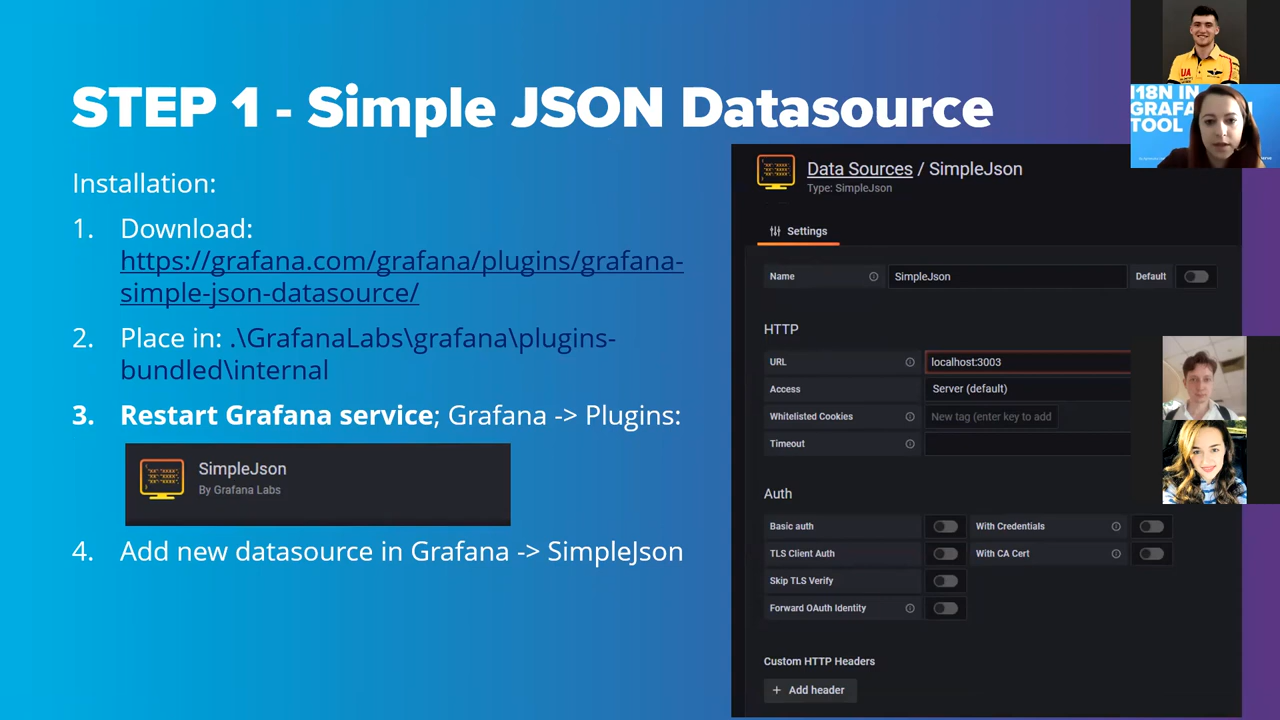 STEP 1 - Simple JSON Datasource
Installation:
1. Download:
https://grafana.com/grafana/plugins/grafana-
simple-json-datasource/
2. Place in: .\GrafanaLabs\grafana\plugins-
bundled\internal
3. Restart Grafana service; Grafana -> Plugins:
SimpleJson
By Grafana Labs
4. Add new datasource in Grafana -> SimpleJson
Data Sources / SimpleJson
Type: SimpleJson
Settings
Name SimpleJson Default
HTTP
URL localhost:3003
Access Server (default)
Whitelisted Cookies New tag (enter key to add
Timeout
Auth
Basic auth With Credentials
TLS Client Auth With CA Cert
Skip TLS Verify
Forward OAuth Identity
Custom HTTP Headers
+ Add header
UA
I18N IN
GRAFA
TOOL